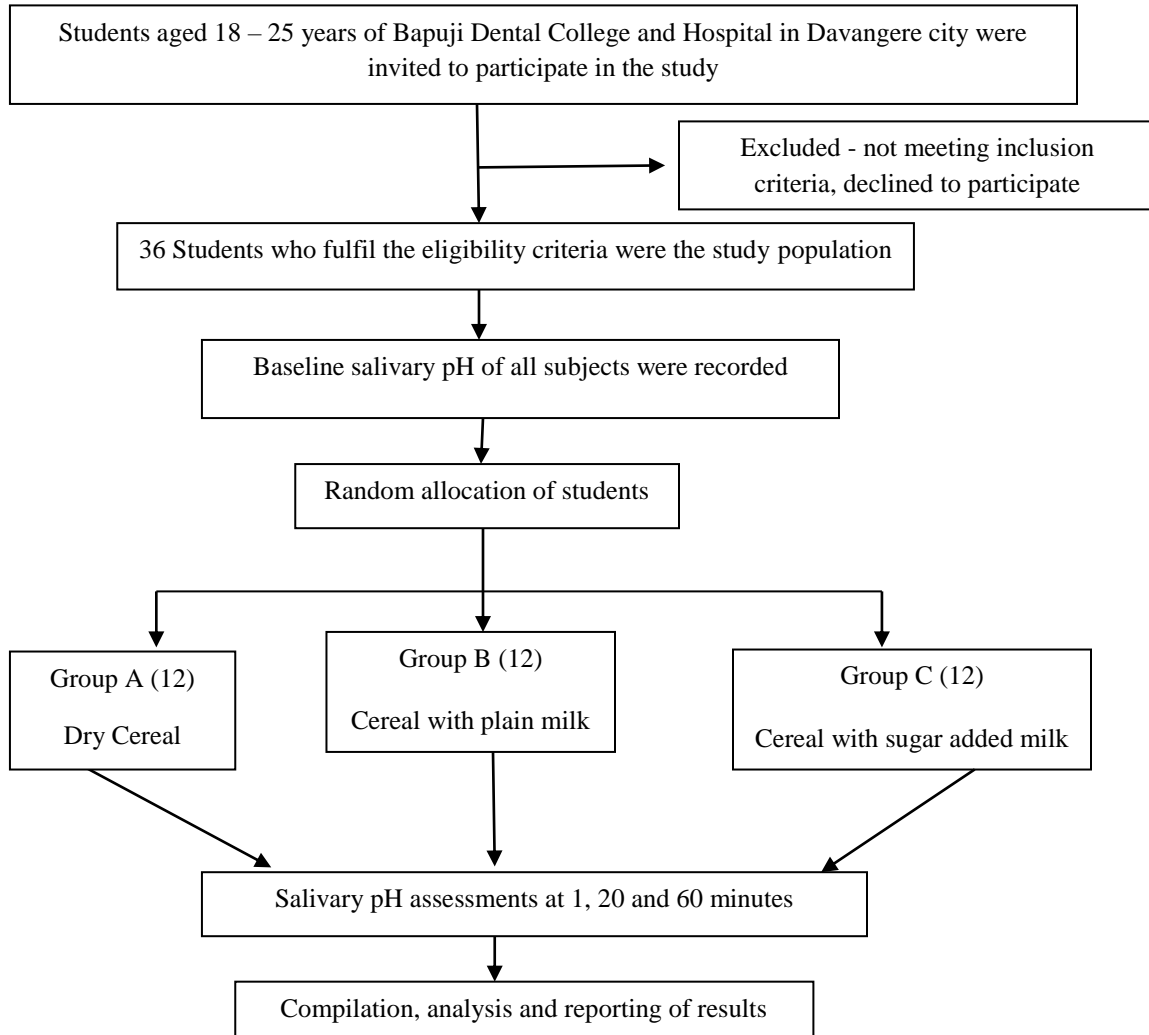 Students aged 18 – 25 years of Bapuji Dental College and Hospital in Davangere city were
invited to participate in the study
Excluded - not meeting inclusion
criteria, declined to participate
36 Students who fulfil the eligibility criteria were the study population
Baseline salivary pH of all subjects were recorded
Random allocation of students
Group A (12)
Dry Cereal
Group B (12)
Cereal with plain milk
Group C (12)
Cereal with sugar added milk
Salivary pH assessments at 1, 20 and 60 minutes
Compilation, analysis and reporting of results